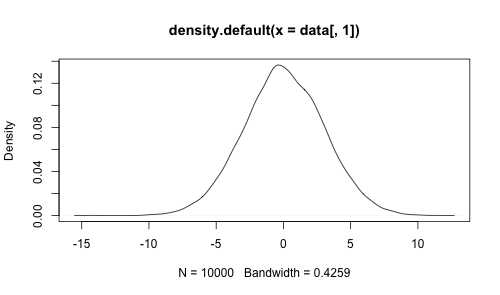 density.default(x = data[, 1])
Density
0.12
0.08
0.04
0.00
-15 -10 -5 0 5 10
N = 10000 Bandwidth = 0.4259